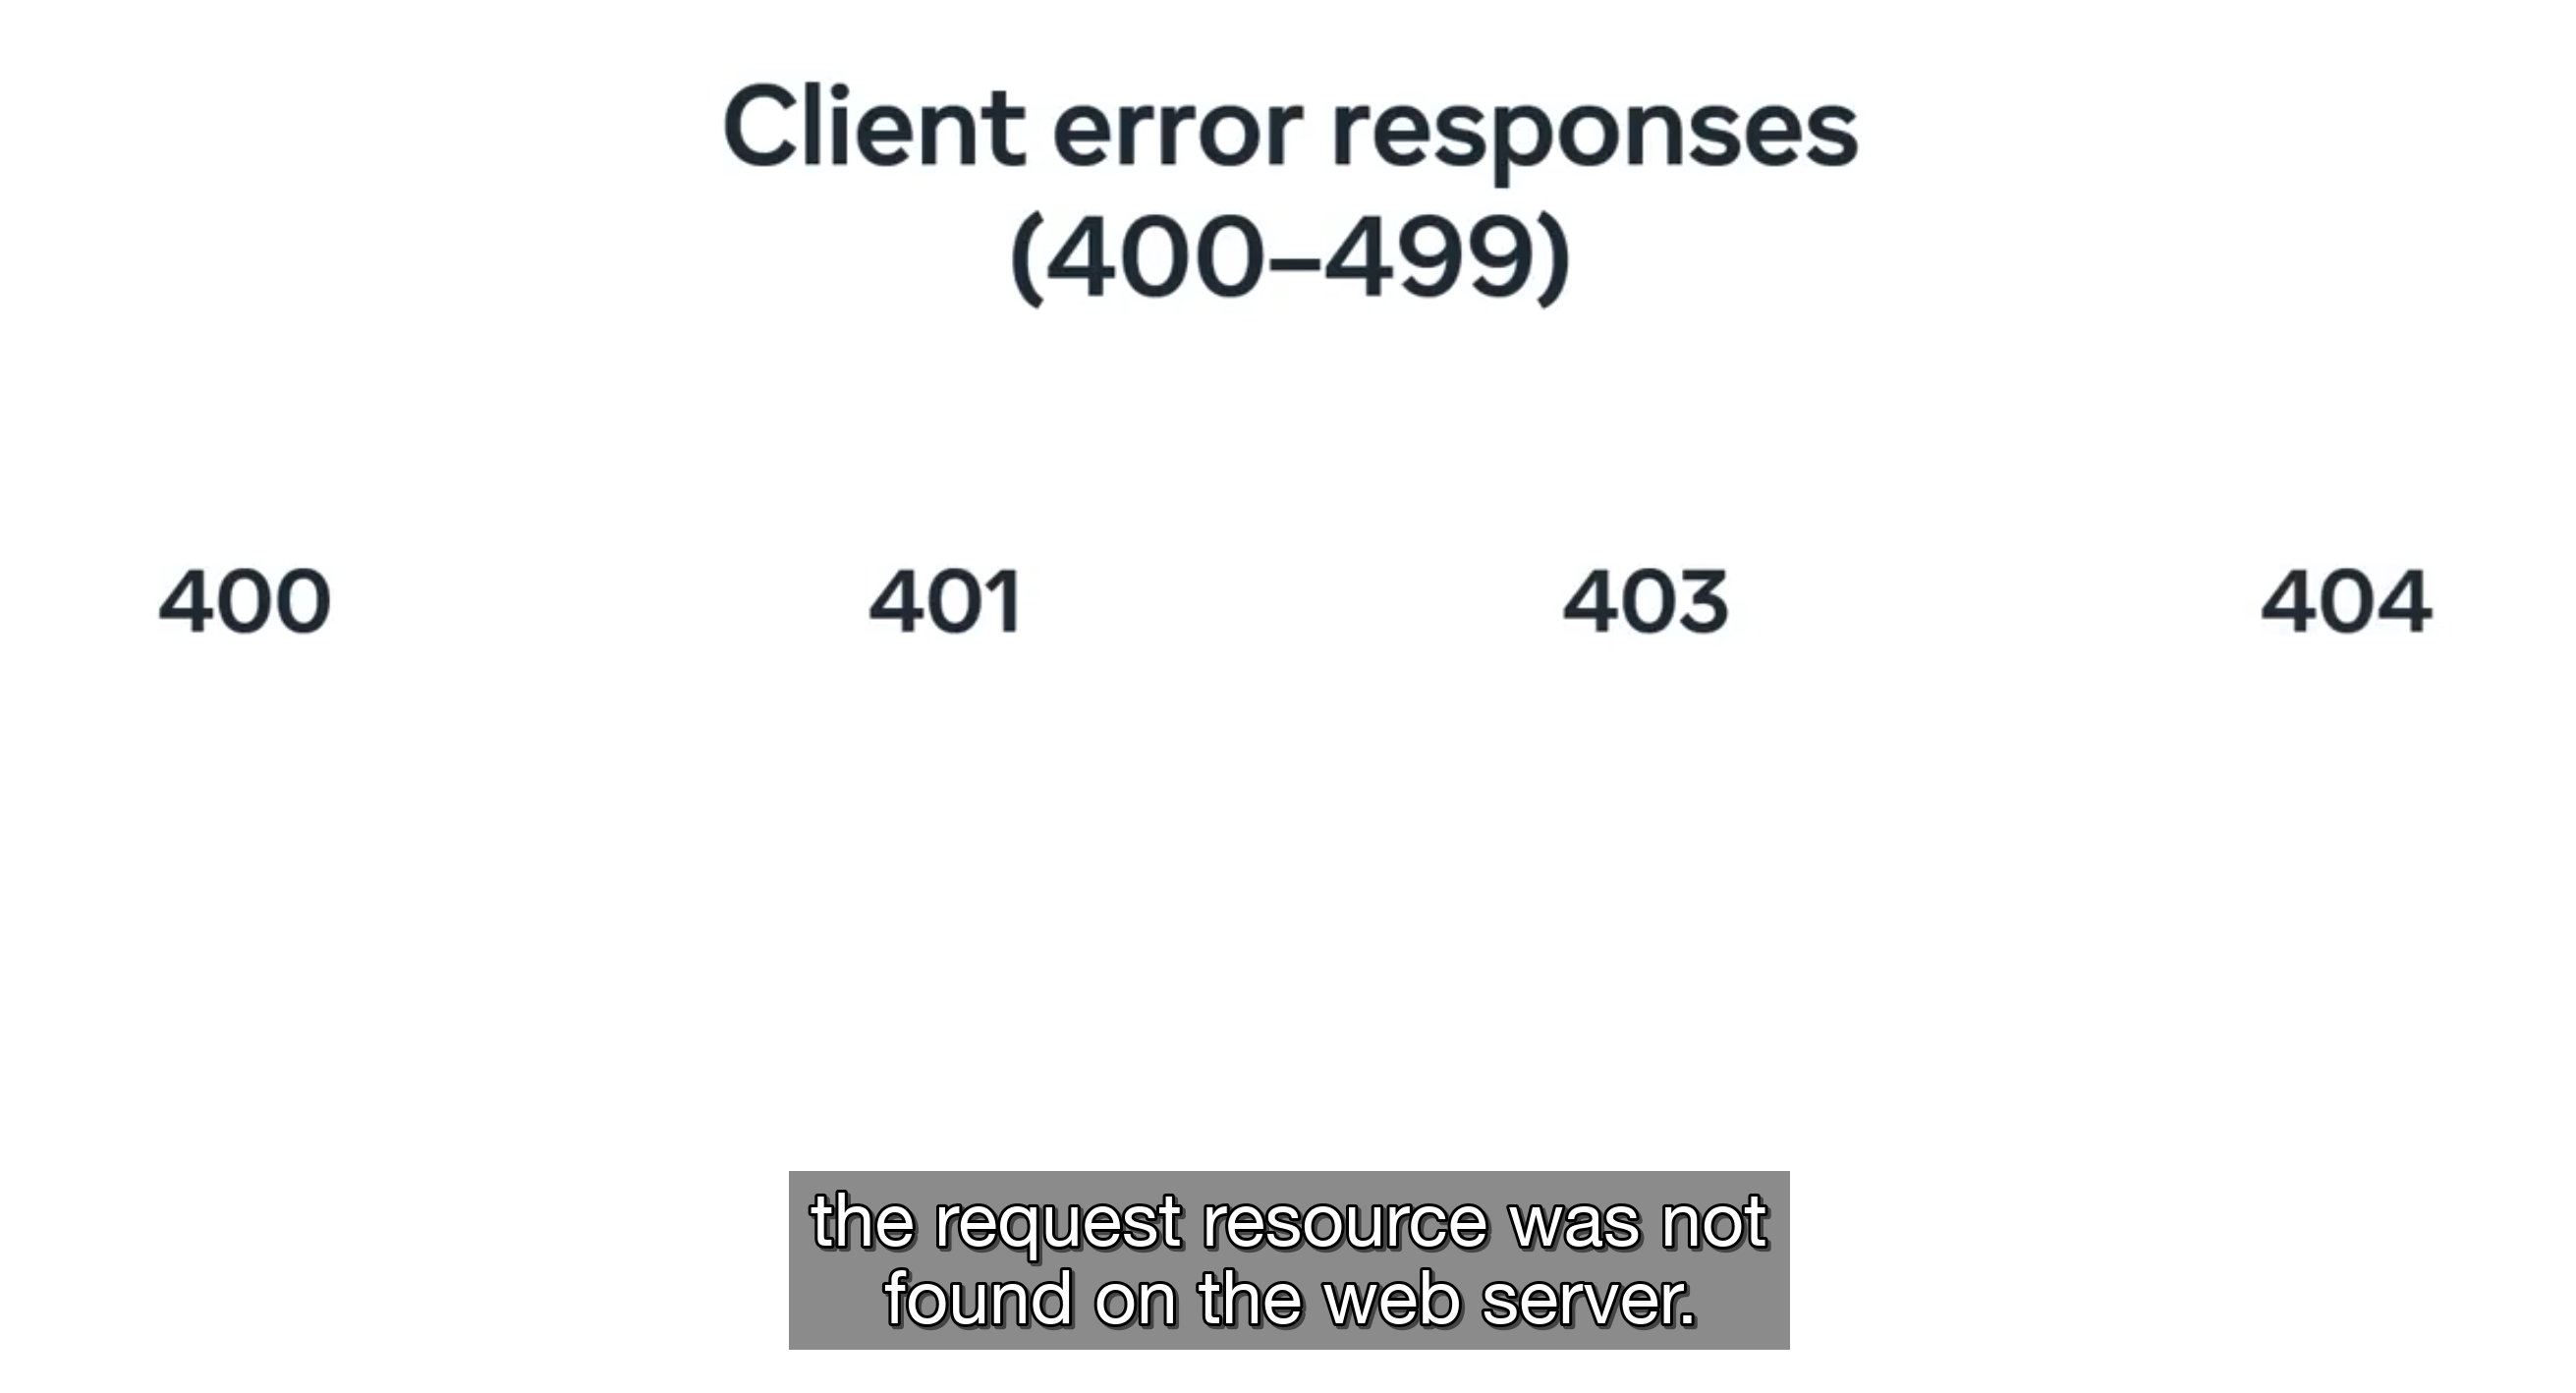 Client error responses
(400–499)
400 401 403 404
the request resource was not
found on the web server.